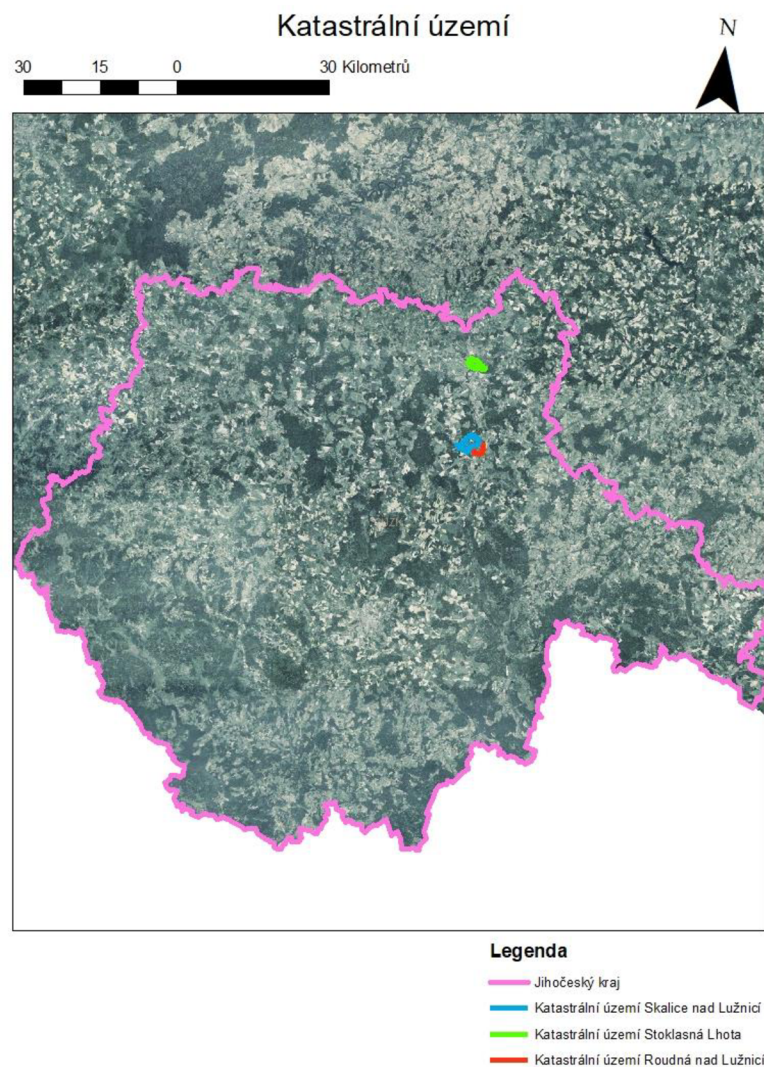 Katastrální území
N
30 15 0 30 Kilometrů
Legenda
Jihočeský kraj
Katastrální území Skalice nad Lužnicí
Katastrální území Stoklasná Lhota
Katastrální území Roudná nad Lužnicí